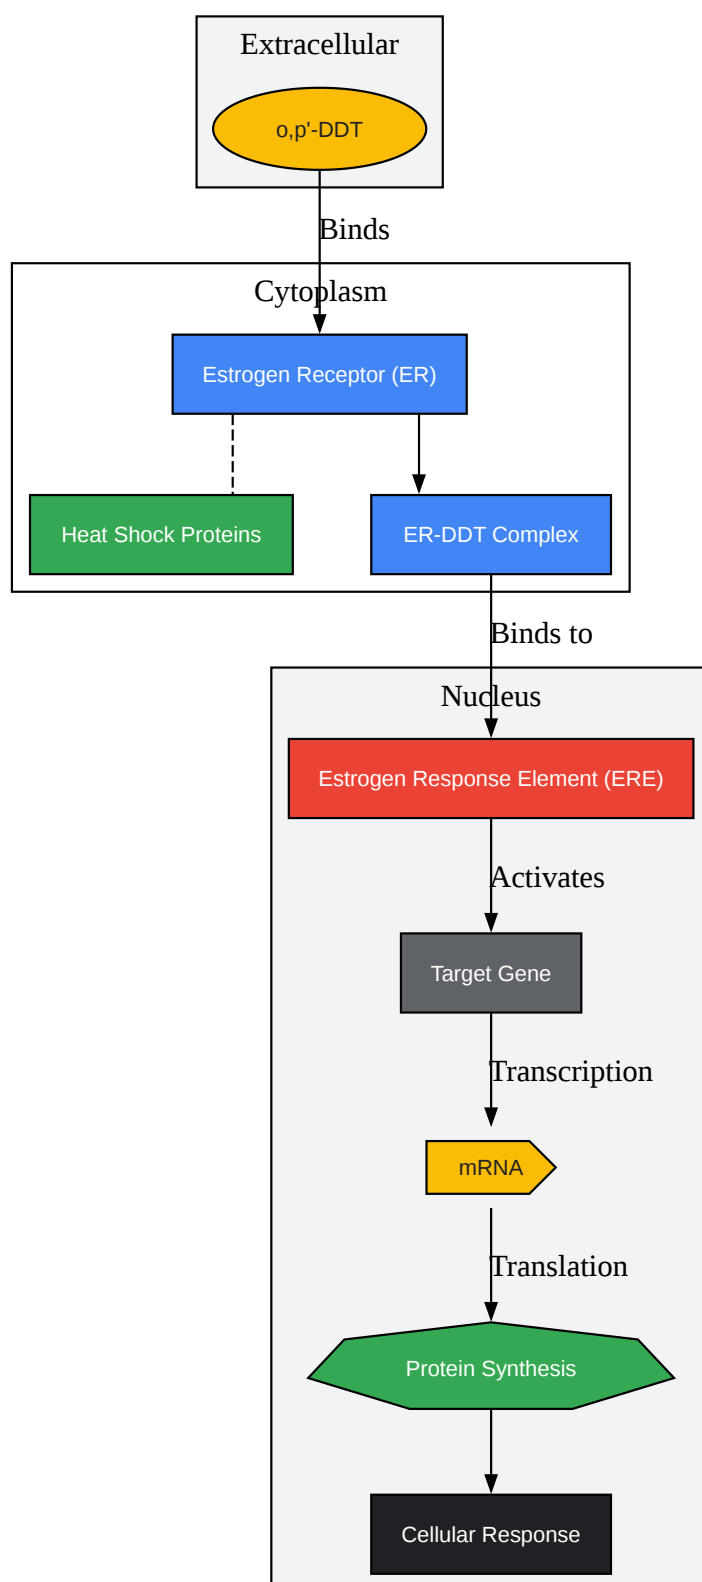 Extracellular
o,p'-DDT
Binds
Cytoplasm
Estrogen Receptor (ER)
Heat Shock Proteins
ER-DDT Complex
Binds to
Nucleus
Estrogen Response Element (ERE)
Activates
Target Gene
Transcription
mRNA
Translation
Protein Synthesis
Cellular Response